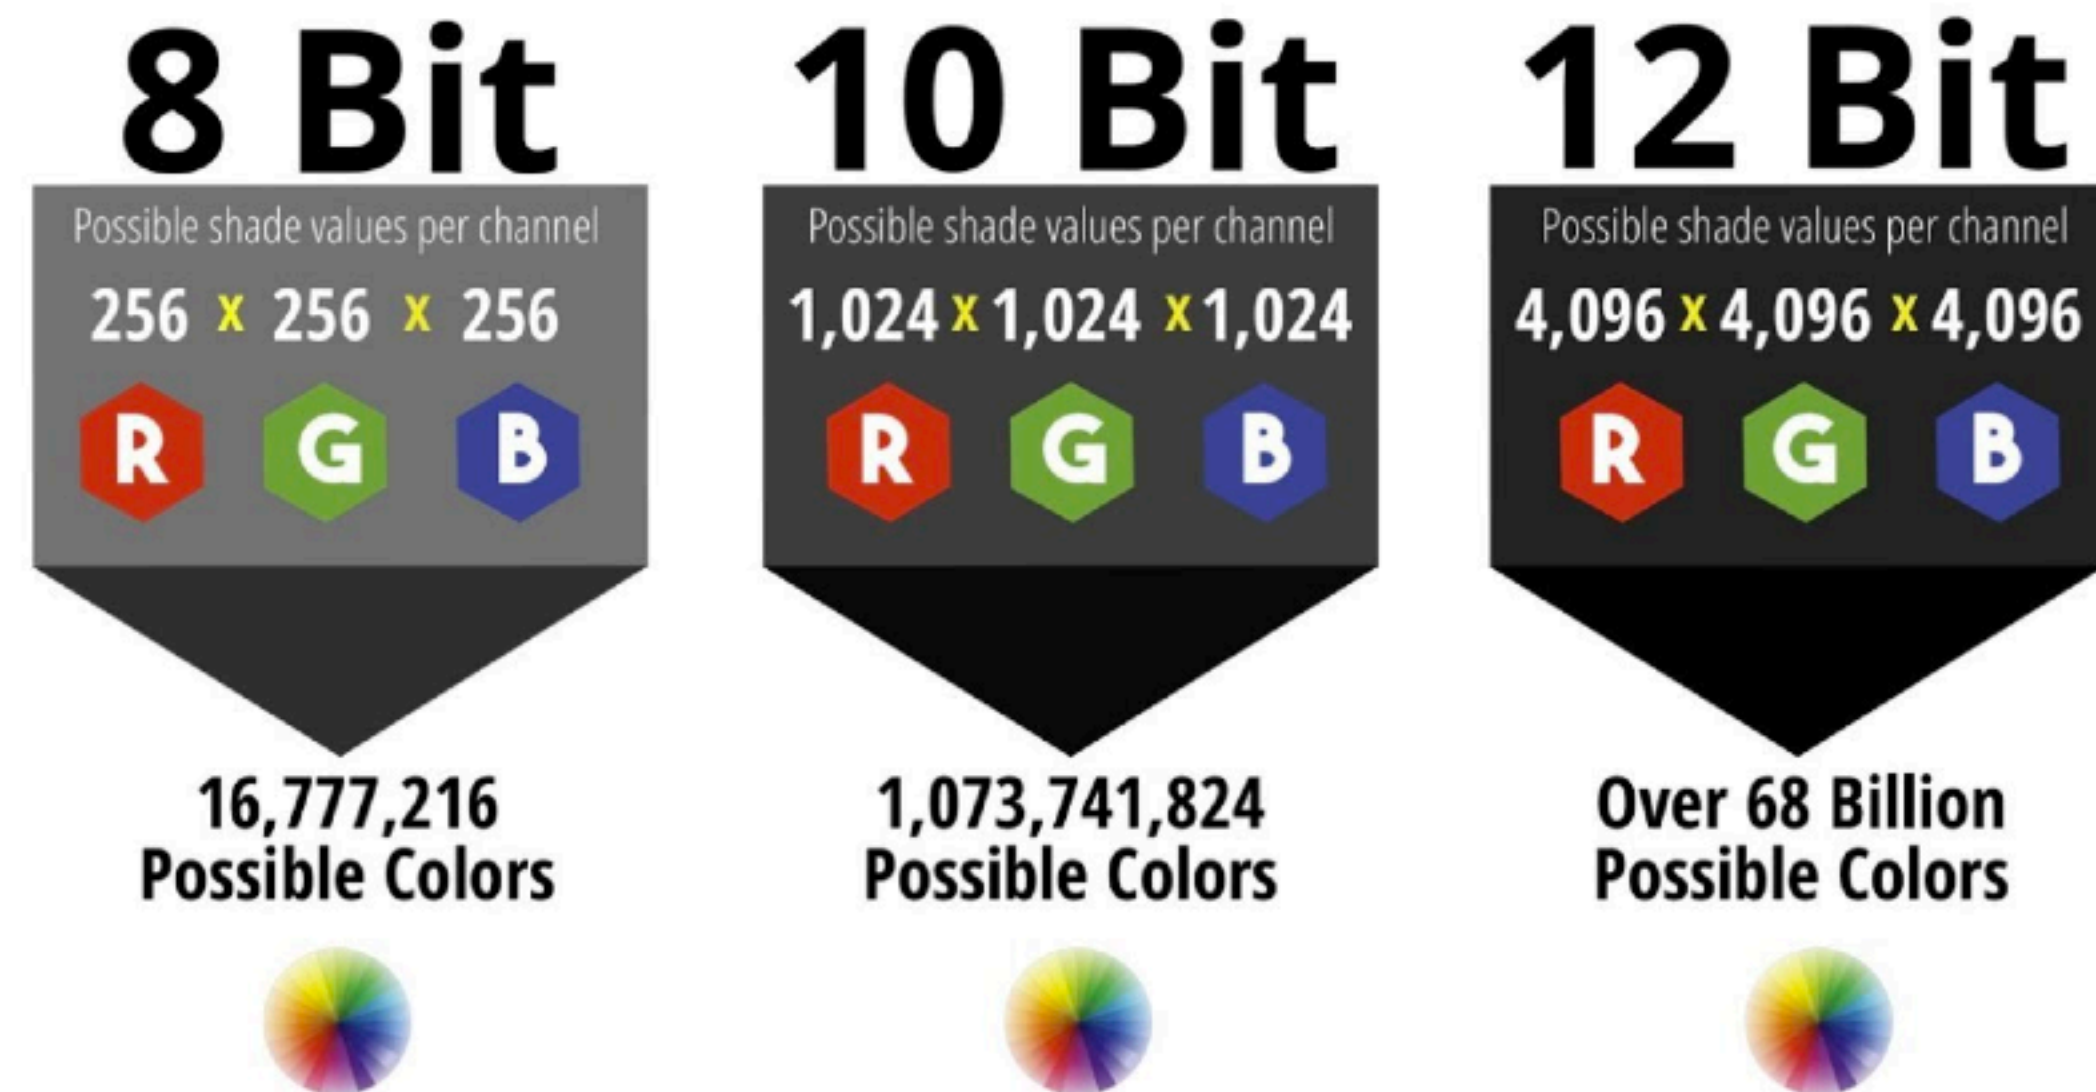 8 Bit
Possible shade values per channel
256 x 256 x 256
R G B
16,777,216
Possible Colors
10 Bit
Possible shade values per channel
1,024 x 1,024 x 1,024
R G B
1,073,741,824
Possible Colors
12 Bit
Possible shade values per channel
4,096 x 4,096 x 4,096
R G B
Over 68 Billion
Possible Colors